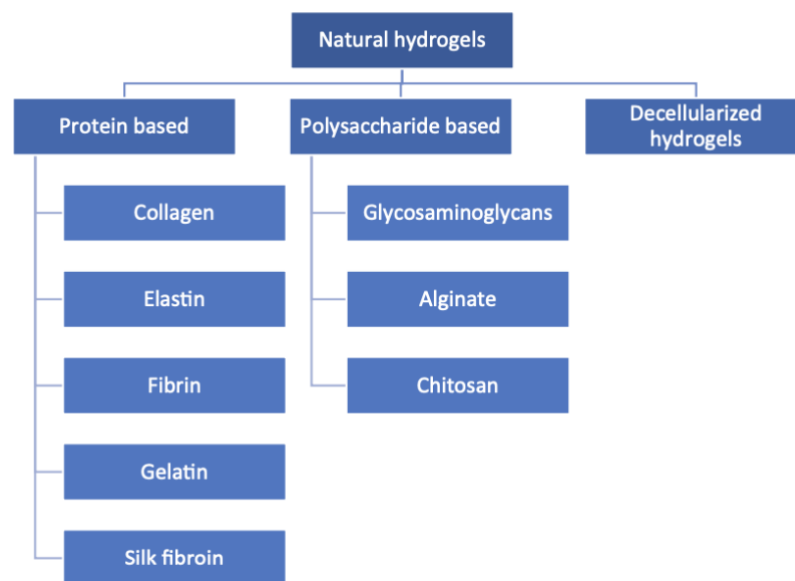 Natural hydrogels
Protein based
Polysaccharide based
Decellularized
hydrogels
Collagen
Glycosaminoglycans
Elastin
Alginate
Fibrin
Chitosan
Gelatin
Silk fibroin